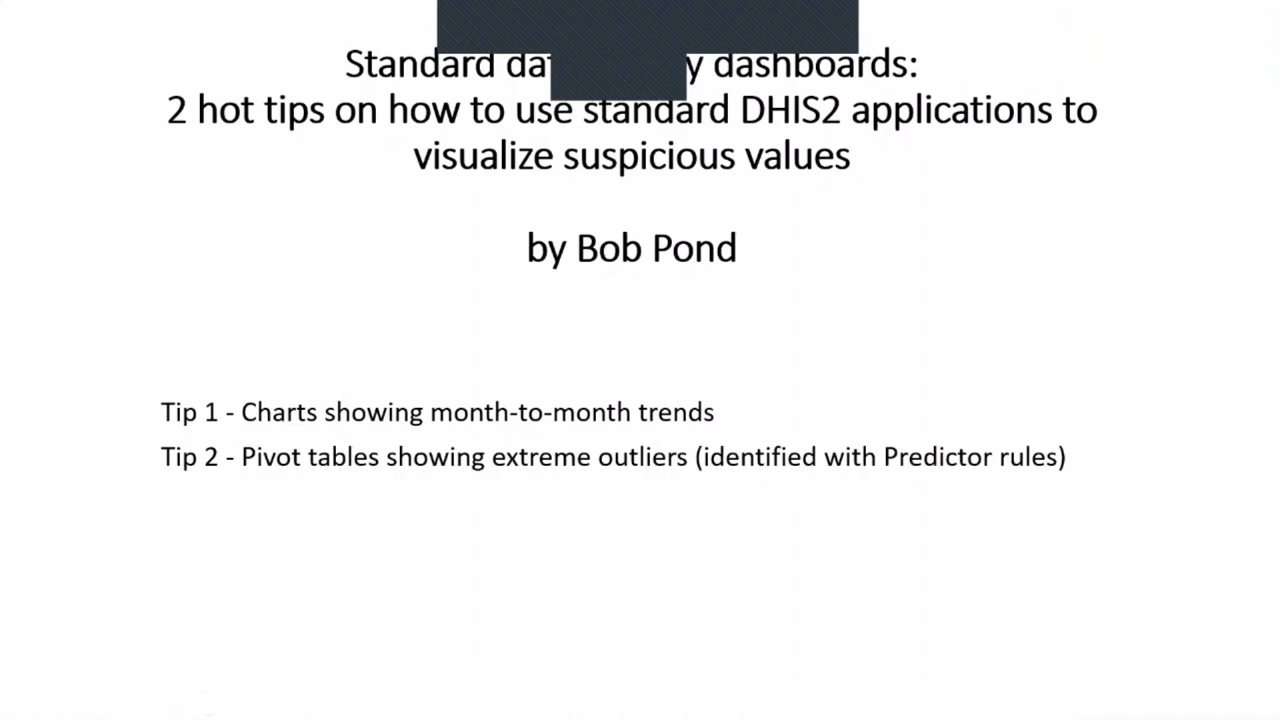 Standard dashboards:
2 hot tips on how to use standard DHIS2 applications to
visualize suspicious values
by Bob Pond
Tip 1 - Charts showing month-to-month trends
Tip 2 - Pivot tables showing extreme outliers (identified with Predictor rules)